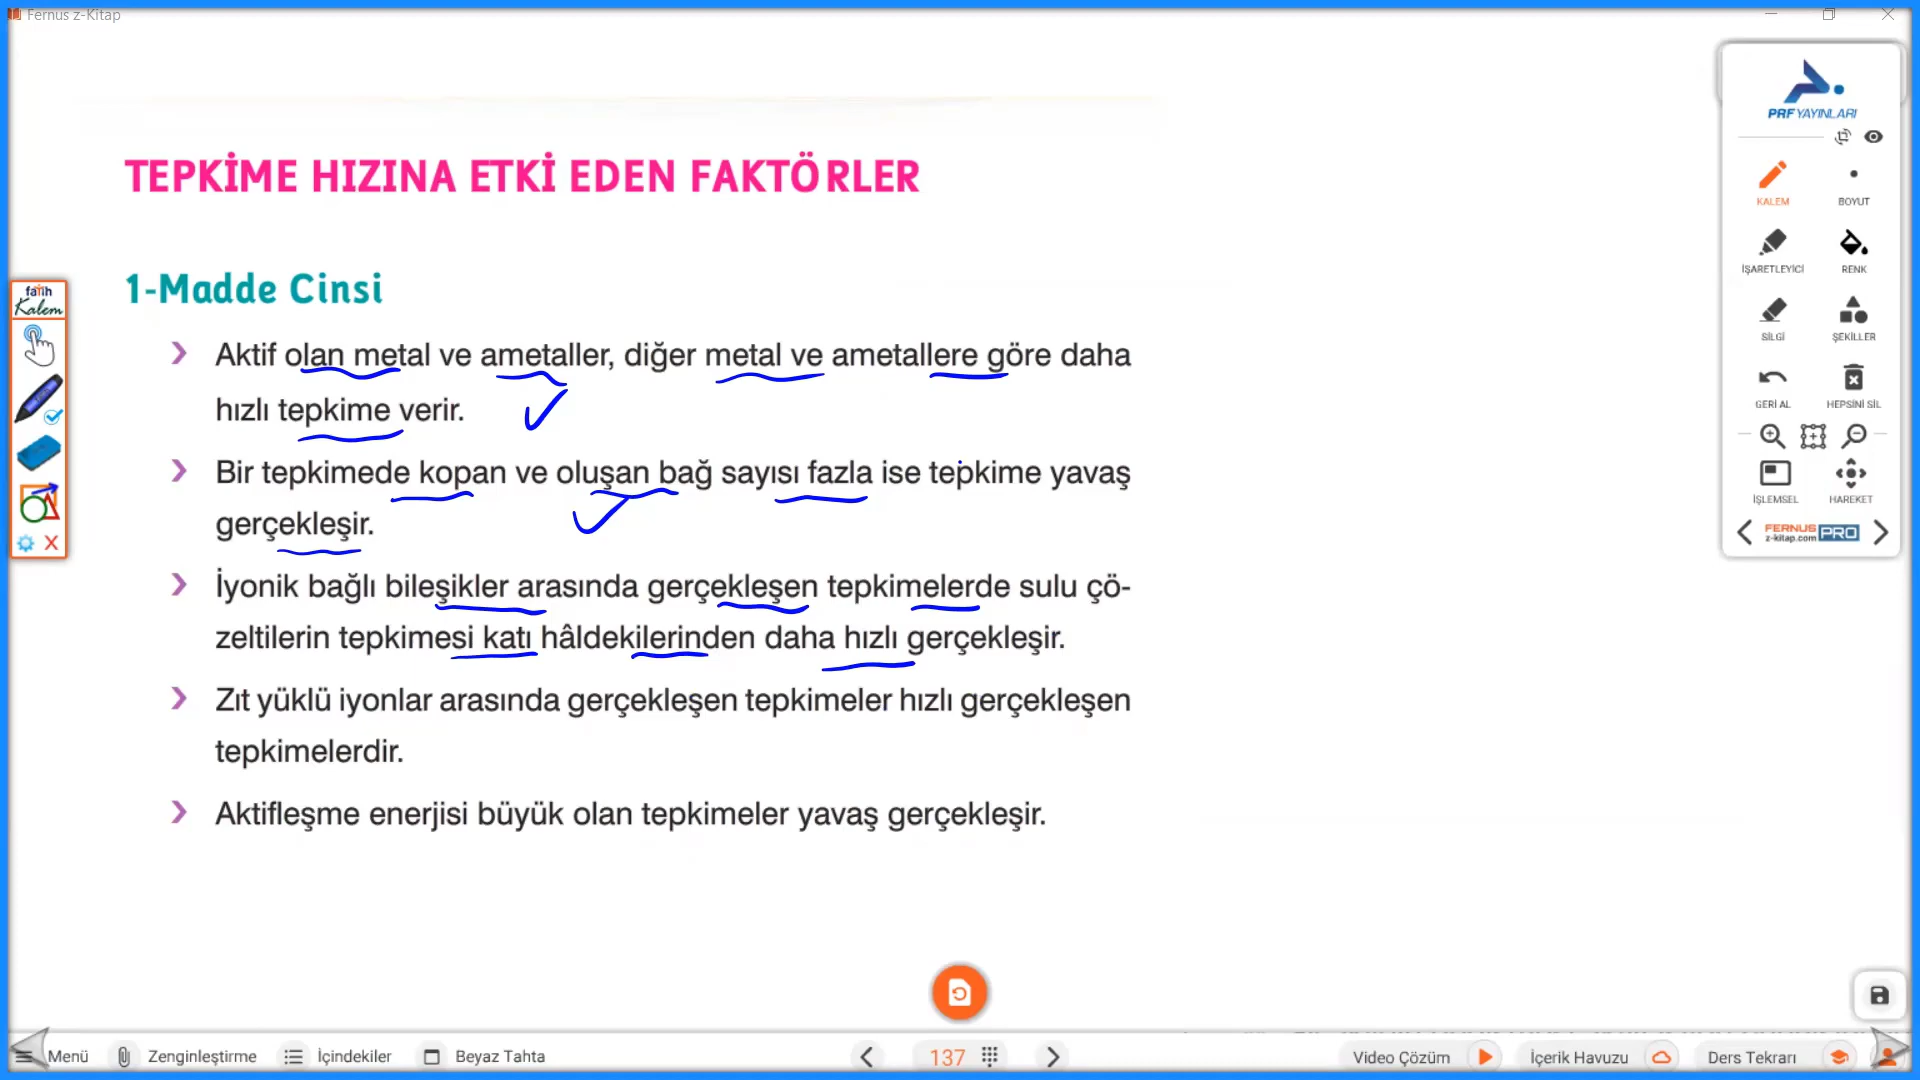 Fernus z-Kitap
PRF YAYINLARI
TEPKİME HIZINA ETKİ EDEN FAKTÖRLER
1-Madde Cinsi
Aktif olan metal ve ametaller, diğer metal ve ametallere göre daha
hızlı tepkime verir.
Bir tepkimede kopan ve oluşan bağ sayısı fazla ise tepkime yavaş
gerçekleşir.
İyonik bağlı bileşikler arasında gerçekleşen tepkimelerde sulu çö-
zeltilerin tepkimesi katı hâldekilerinden daha hızlı gerçekleşir.
Zıt yüklü iyonlar arasında gerçekleşen tepkimeler hızlı gerçekleşen
tepkimelerdir.
Aktifleşme enerjisi büyük olan tepkimeler yavaş gerçekleşir.
fatih
Kalem
KALEM BOYUT
İŞARETLEYİCİ RENK
SİLGİ ŞEKİLLER
GERİ AL HEPSİNİ SİL
İŞLEMSEL HAREKET
FERNUS
z-kitap.com PRO
Menü Zenginleştirme İçindekiler Beyaz Tahta 137 Video Çözüm İçerik Havuzu Ders Tekrarı